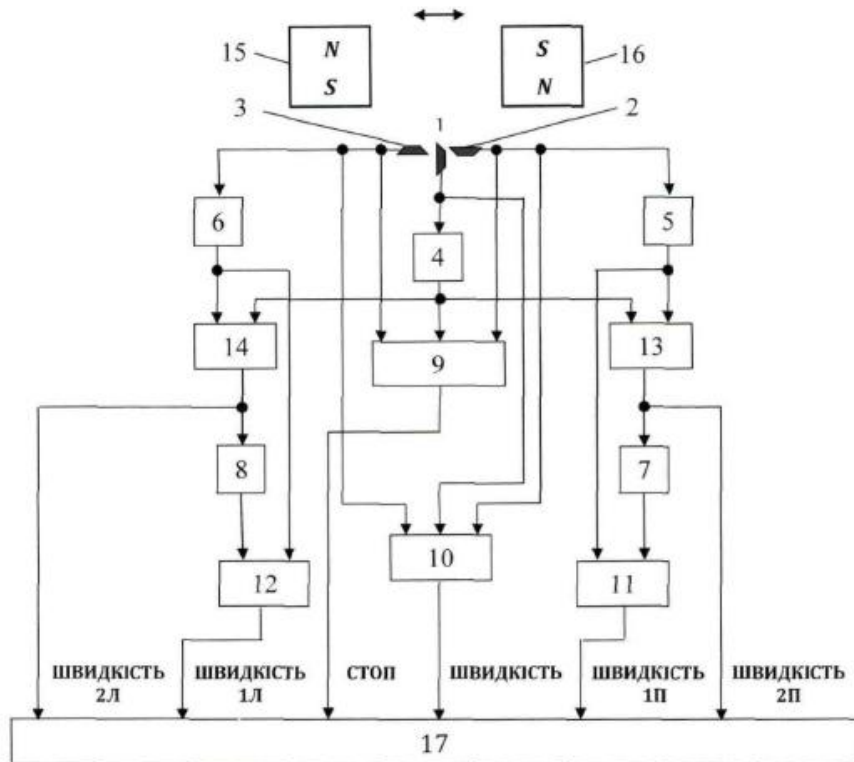 N
S
S
N
15
16
3
1
2
6
5
4
14
9
13
8
7
10
12
11
ШВИДКІСТЬ
2Л
ШВИДКІСТЬ
1Л
СТОП
ШВИДКІСТЬ
ШВИДКІСТЬ
1П
ШВИДКІСТЬ
2П
17